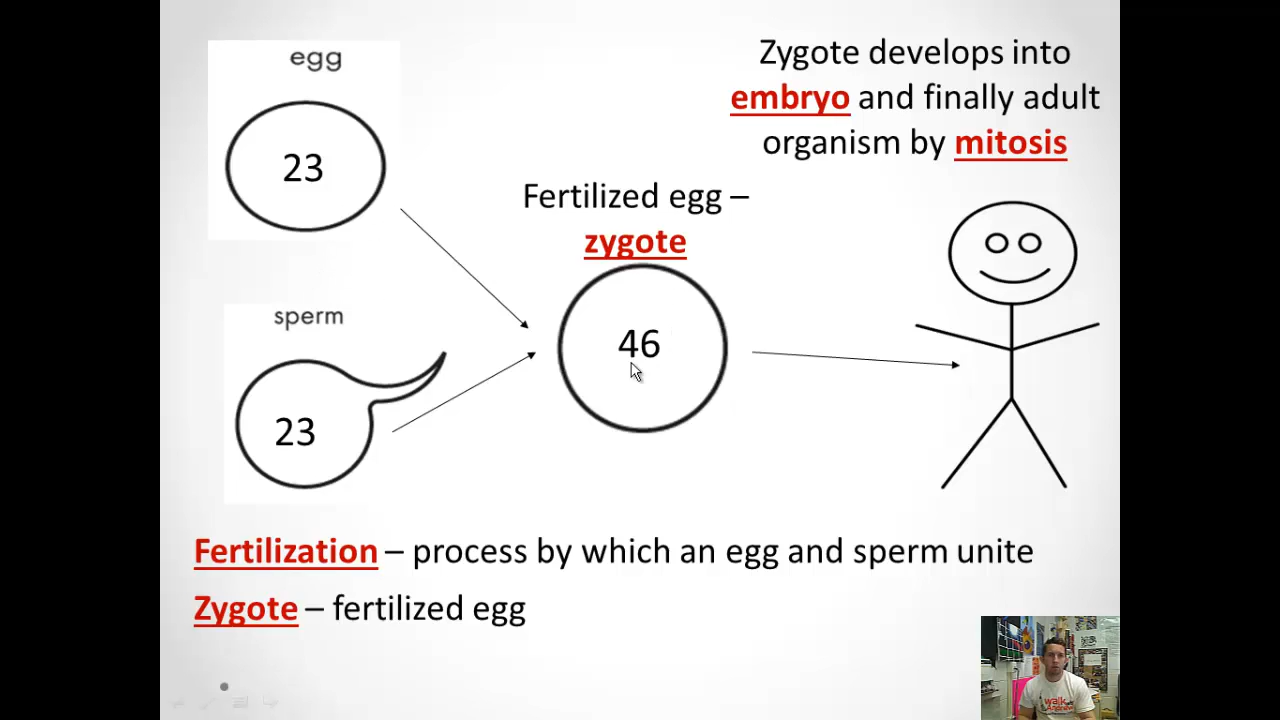 egg
23
Zygote develops into
embryo and finally adult
organism by mitosis
Fertilized egg –
zygote
46
sperm
23
Fertilization – process by which an egg and sperm unite
Zygote – fertilized egg
walk